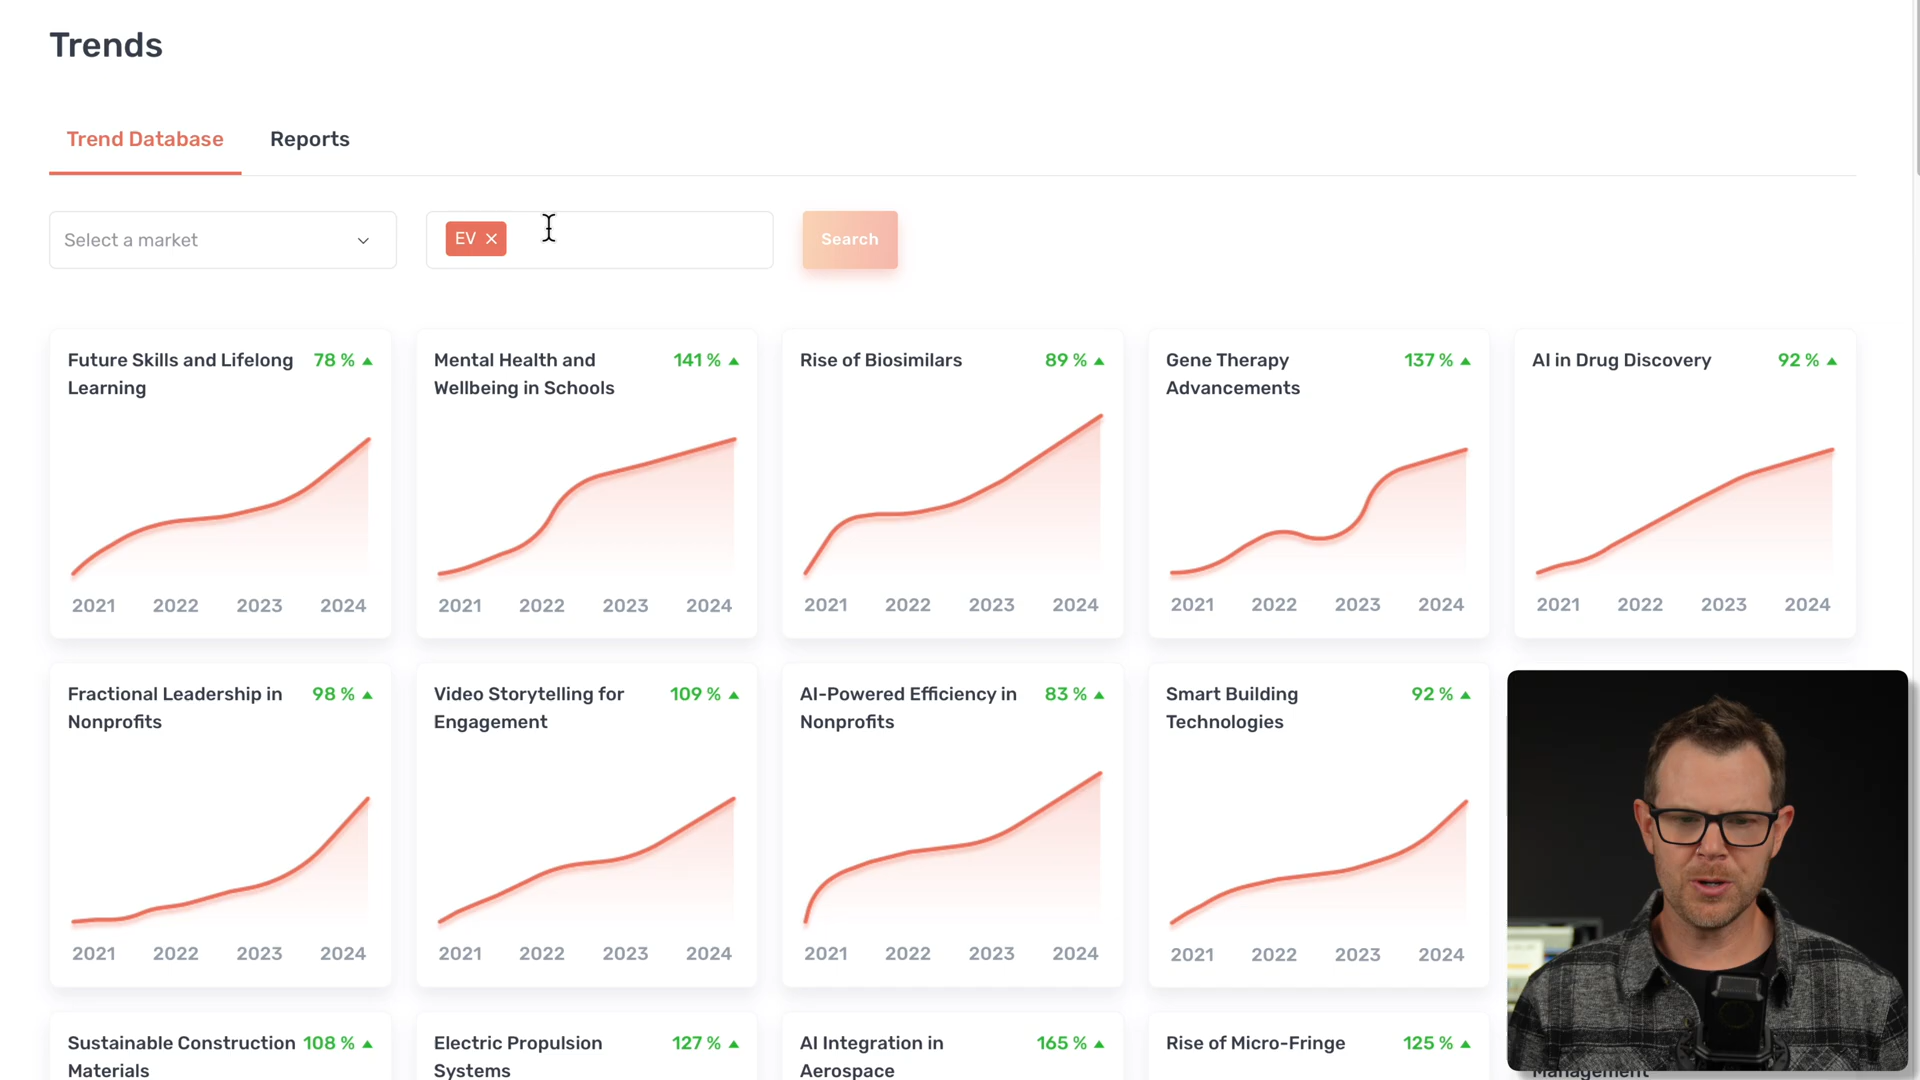 Trends
Trend Database
Reports
Select a market
EV
Search
Future Skills and Lifelong
Learning
78 %
2021 2022 2023 2024
Mental Health and
Wellbeing in Schools
141 %
2021 2022 2023 2024
Rise of Biosimilars
89 %
2021 2022 2023 2024
Gene Therapy
Advancements
137 %
2021 2022 2023 2024
AI in Drug Discovery
92 %
2021 2022 2023 2024
Fractional Leadership in
Nonprofits
98 %
2021 2022 2023 2024
Video Storytelling for
Engagement
109 %
2021 2022 2023 2024
AI-Powered Efficiency in
Nonprofits
83 %
2021 2022 2023 2024
Smart Building
Technologies
92 %
2021 2022 2023 2024
Sustainable Construction
Materials
108 %
Electric Propulsion
Systems
127 %
AI Integration in
Aerospace
165 %
Rise of Micro-Fringe
125 %
Management